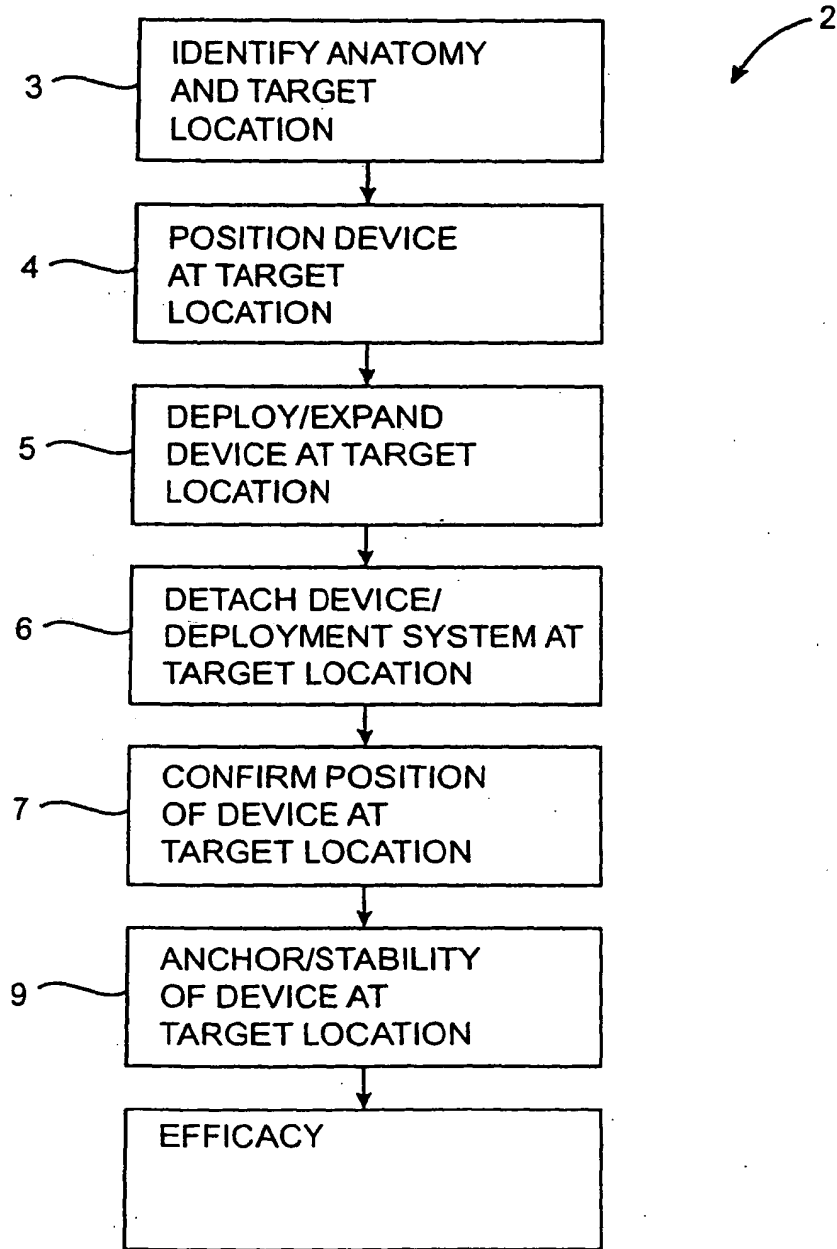 2
3
IDENTIFY ANATOMY
AND TARGET
LOCATION
4
POSITION DEVICE
AT TARGET
LOCATION
5
DEPLOY/EXPAND
DEVICE AT TARGET
LOCATION
6
DETACH DEVICE/
DEPLOYMENT SYSTEM AT
TARGET LOCATION
7
CONFIRM POSITION
OF DEVICE AT
TARGET LOCATION
9
ANCHOR/STABILITY
OF DEVICE AT
TARGET LOCATION
EFFICACY